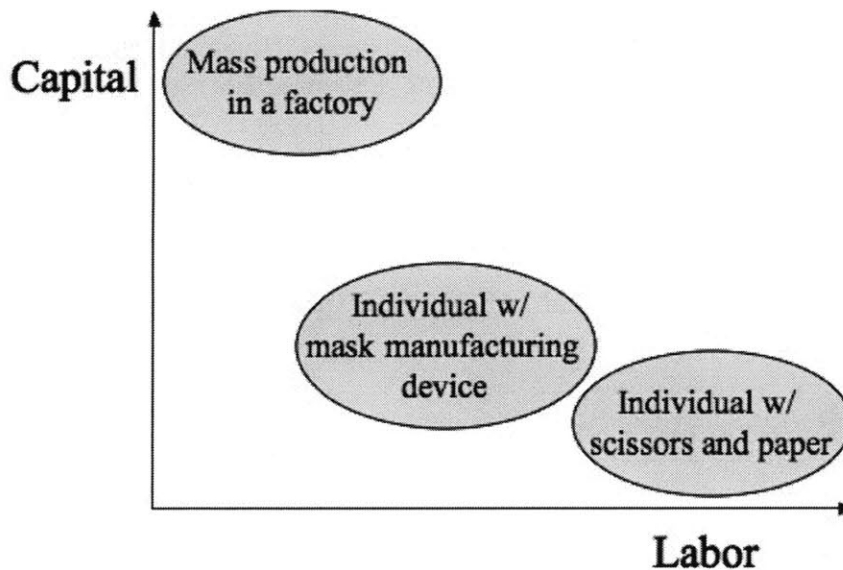 Capital
Mass production
in a factory
Individual w/
mask manufacturing
device
Individual w/
scissors and paper
Labor